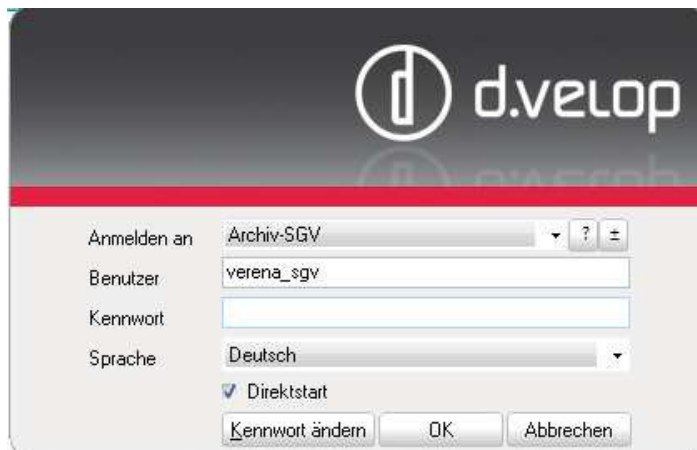 d d.velop
Anmelden an Archiv-SGV ? ±
Benutzer verena_sgv
Kennwort
Sprache Deutsch
Direktstart
Kennwort ändern OK Abbrechen